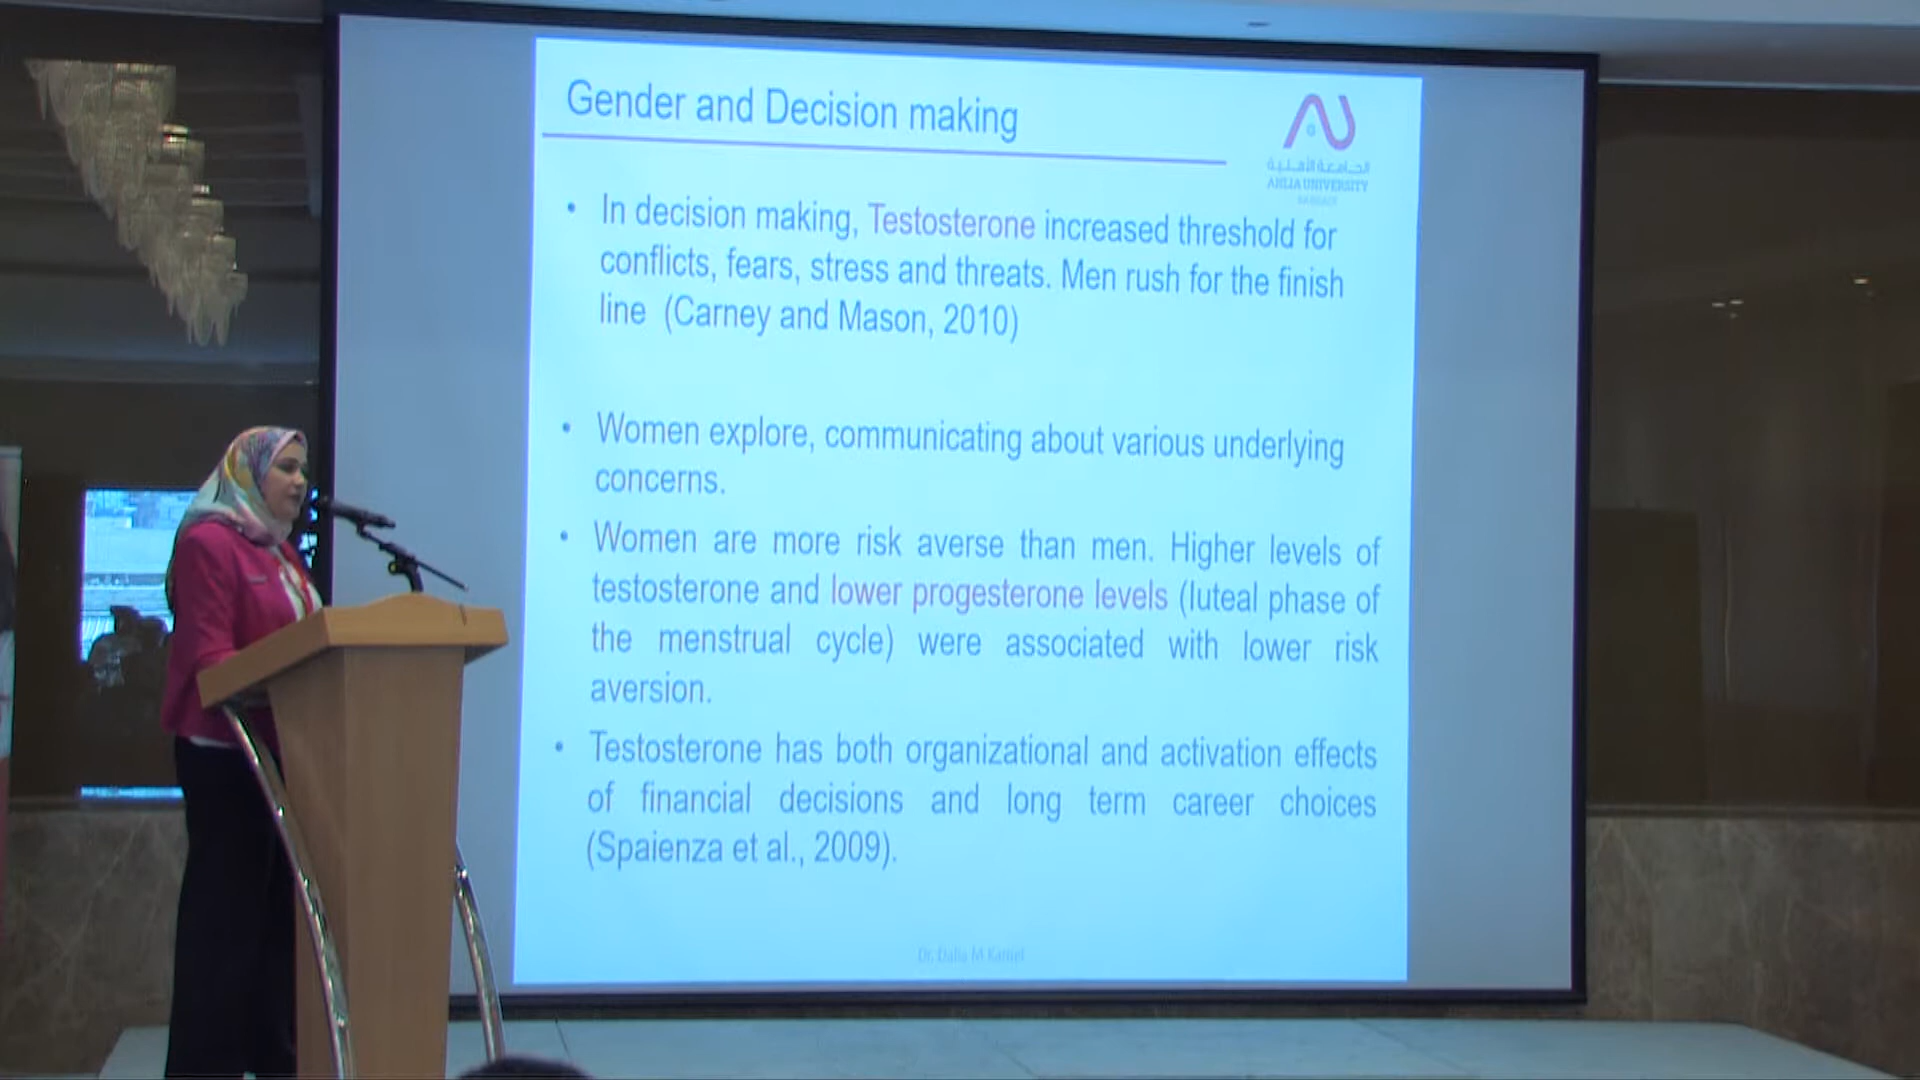 Gender and Decision making
الجامعة الأهلية
AHLIA UNIVERSITY
BAHRAIN
• In decision making, Testosterone increased threshold for
conflicts, fears, stress and threats. Men rush for the finish
line (Carney and Mason, 2010)
• Women explore, communicating about various underlying
concerns.
• Women are more risk averse than men. Higher levels of
testosterone and lower progesterone levels (luteal phase of
the menstrual cycle) were associated with lower risk
aversion.
• Testosterone has both organizational and activation effects
of financial decisions and long term career choices
(Spaienza et al., 2009).
Dr. Dalia M Kamel